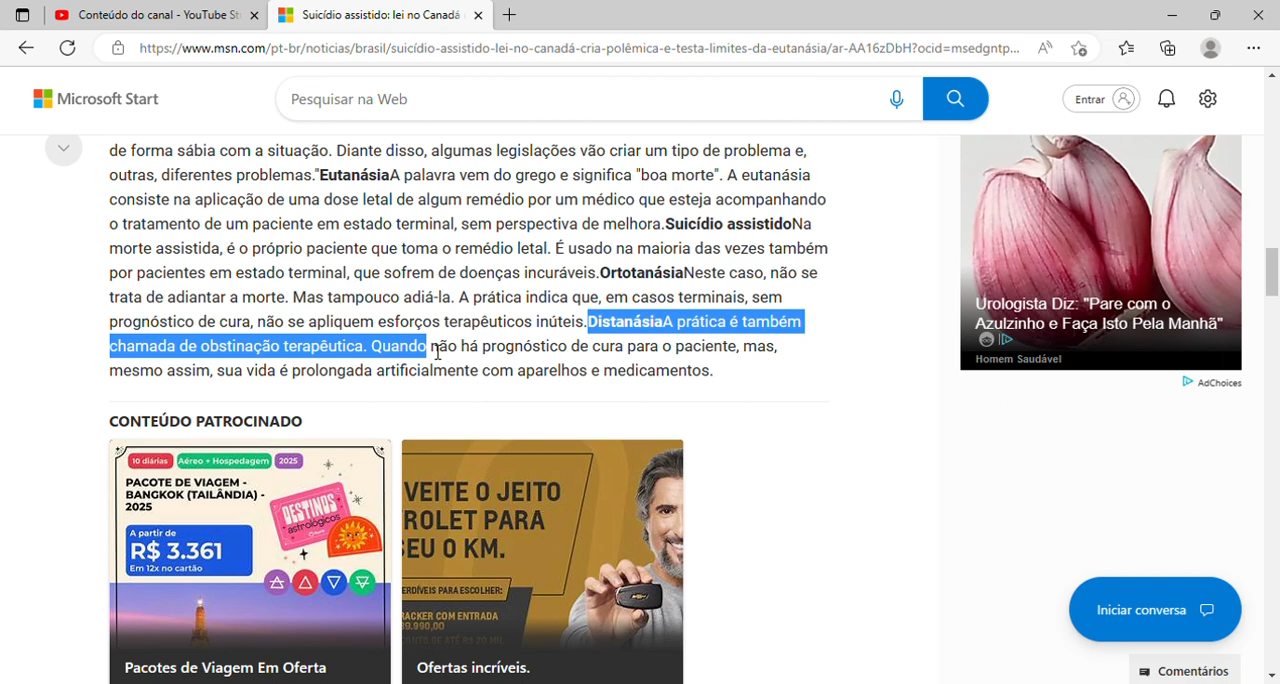 Conteúdo do canal - YouTube St
Suicídio assistido: lei no Canadá
https://www.msn.com/pt-br/noticias/brasil/suicídio-assistido-lei-no-canadá-cria-polêmica-e-testa-limites-da-eutanásia/ar-AA16zDbH?ocid=msedgntp...
Microsoft Start
Pesquisar na Web
Entrar
de forma sábia com a situação. Diante disso, algumas legislações vão criar um tipo de problema e,
outras, diferentes problemas."EutanásiaA palavra vem do grego e significa "boa morte". A eutanásia
consiste na aplicação de uma dose letal de algum remédio por um médico que esteja acompanhando
o tratamento de um paciente em estado terminal, sem perspectiva de melhora.Suicídio assistidoNa
morte assistida, é o próprio paciente que toma o remédio letal. É usado na maioria das vezes também
por pacientes em estado terminal, que sofrem de doenças incuráveis.OrtotanásiaNeste caso, não se
trata de adiantar a morte. Mas tampouco adiá-la. A prática indica que, em casos terminais, sem
prognóstico de cura, não se apliquem esforços terapêuticos inúteis.DistanásiaA prática é também
chamada de obstinação terapêutica. Quando não há prognóstico de cura para o paciente, mas,
mesmo assim, sua vida é prolongada artificialmente com aparelhos e medicamentos.
Urologista Diz: "Pare com o
Azulzinho e Faça Isto Pela Manhã"
Homem Saudável
AdChoices
CONTEÚDO PATROCINADO
10 diárias
Aéreo + Hospedagem
2025
PACOTE DE VIAGEM -
BANGKOK (TAILÂNDIA) -
2025
A partir de
R$ 3.361
Em 12x no cartão
DESTINOS
astrológicos
Pacotes de Viagem Em Oferta
VEITE O JEITO
ROLET PARA
SEU O KM.
ERDÍVEIS PARA ESCOLHER:
RACKER COM ENTRADA
89.990,00
Ofertas incríveis.
Iniciar conversa
Comentários